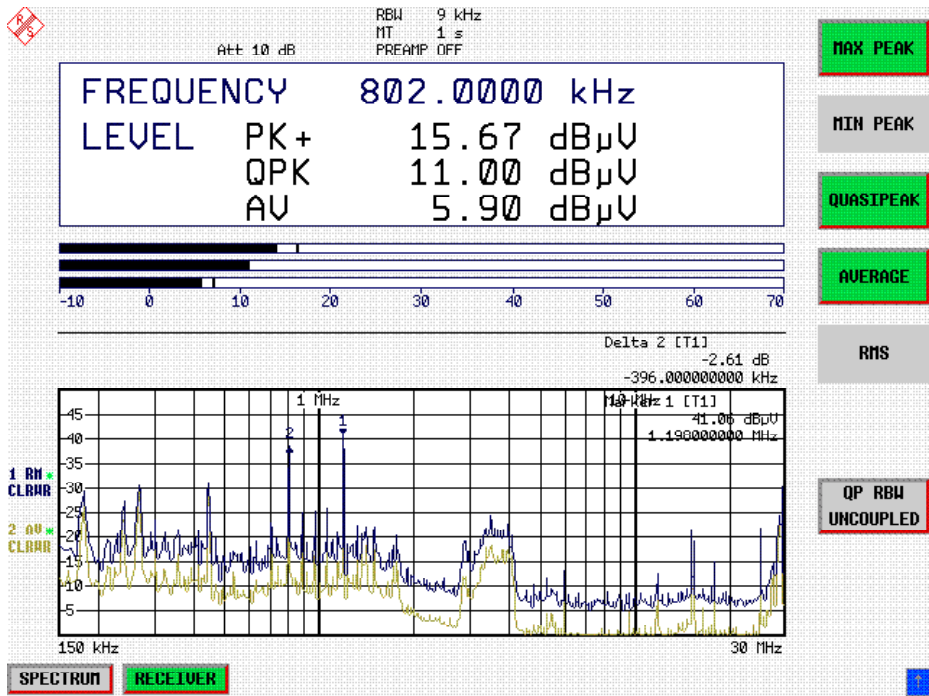 R
S
RBW 9 kHz
MT 1 s
Att 10 dB PREAMP OFF
FREQUENCY 802.0000 kHz
LEVEL PK+ 15.67 dBµV
QPK 11.00 dBµV
AV 5.90 dBµV
-10 0 10 20 30 40 50 60 70
Delta 2 [T1]
-2.61 dB
-396.000000000 kHz
1 MHz 10 MHz
Marker 1 [T1]
41.06 dBµV
1.198000000 MHz
1
2
45
40
35
30
25
20
15
10
5
1 RM *
CLRWR
2 AV *
CLRWR
150 kHz 30 MHz
MAX PEAK
MIN PEAK
QUASIPEAK
AVERAGE
RMS
QP RBW
UNCOUPLED
SPECTRUM RECEIVER